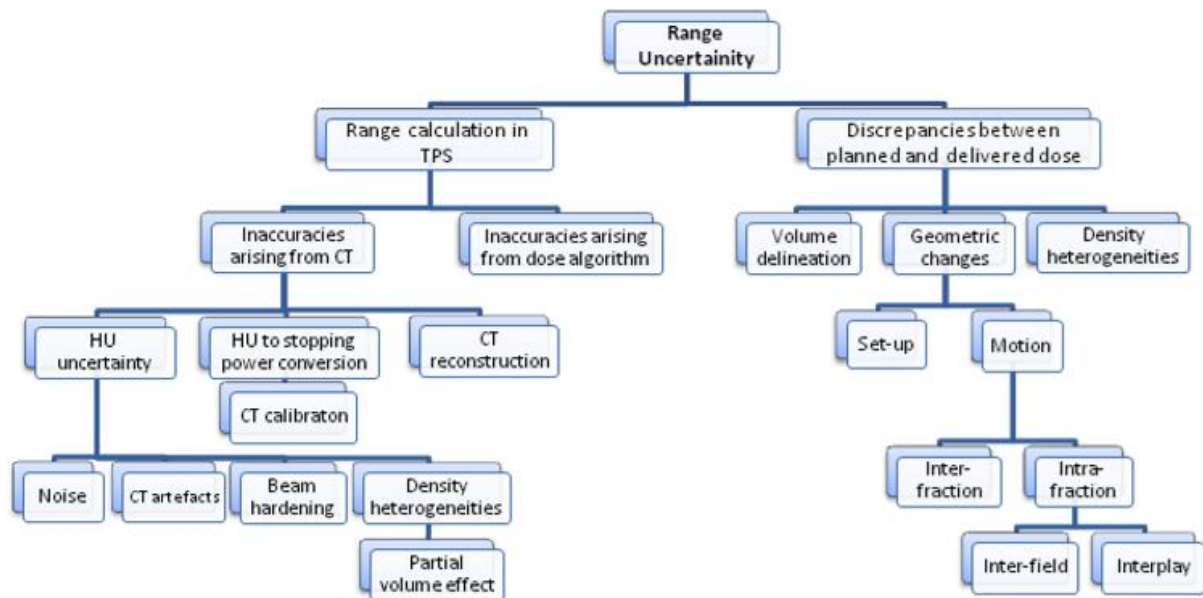 Range
Uncertainity
Range calculation in
TPS
Discrepancies between
planned and delivered dose
Inaccuracies
arising from CT
Inaccuracies arising
from dose algorithm
Volume
delineation
Geometric
changes
Density
heterogeneities
HU
uncertainty
HU to stopping
power conversion
CT
reconstruction
Set-up
Motion
CT calibraton
Noise
CT artefacts
Beam
hardening
Density
heterogeneities
Inter-
fraction
Intra-
fraction
Partial
volume effect
Inter-field
Interplay